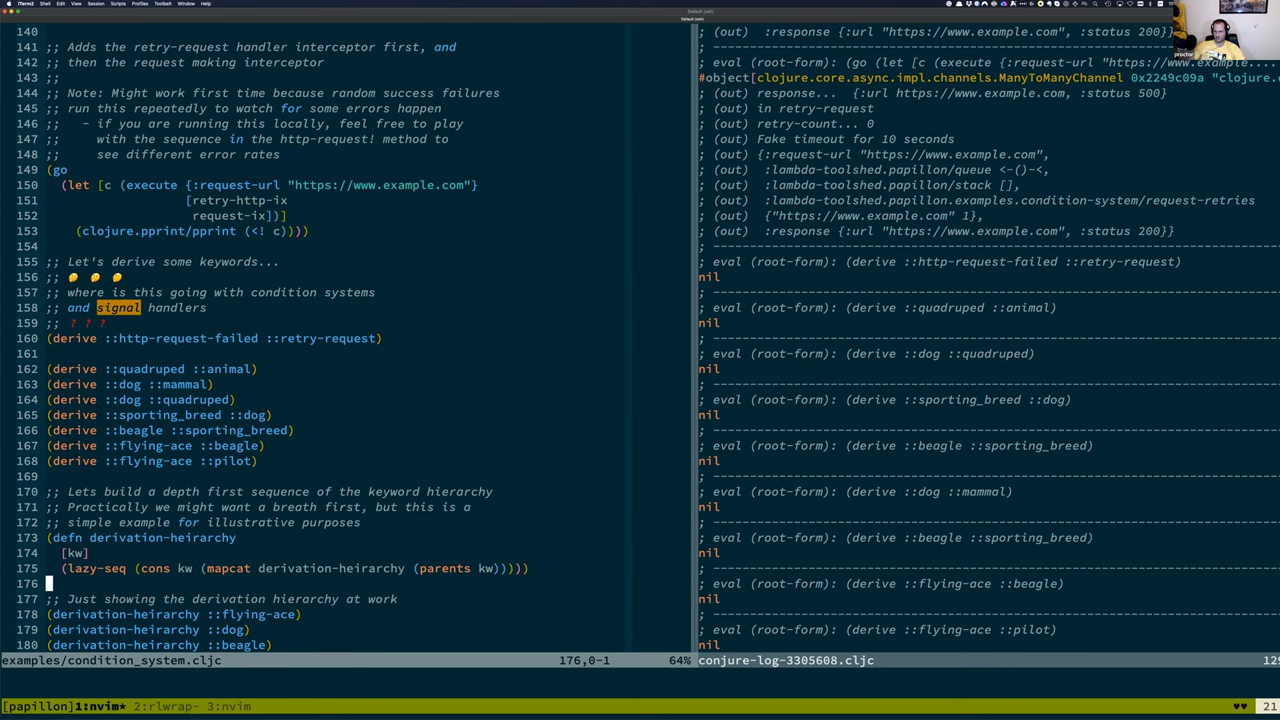 iTerm2 Shell Edit View Session Scripts Profiles Toolbelt Window Help
Default (ssh)
Default (ssh)
140
141 ;; Adds the retry-request handler interceptor first, and
142 ;; then the request making interceptor
143 ;;
144 ;; Note: Might work first time because random success failures
145 ;; run this repeatedly to watch for some errors happen
146 ;;   - if you are running this locally, feel free to play
147 ;;     with the sequence in the http-request! method to
148 ;;     see different error rates
149 (go
150   (let [c (execute {:request-url "https://www.example.com"}
151                    [retry-http-ix
152                     request-ix])]
153     (clojure.pprint/pprint (<! c))))
154
155 ;; Let's derive some keywords...
156 ;; 🤔 🤔 🤔
157 ;; where is this going with condition systems
158 ;; and signal handlers
159 ;; ❓❓❓
160 (derive ::http-request-failed ::retry-request)
161
162 (derive ::quadruped ::animal)
163 (derive ::dog ::mammal)
164 (derive ::dog ::quadruped)
165 (derive ::sporting_breed ::dog)
166 (derive ::beagle ::sporting_breed)
167 (derive ::flying-ace ::beagle)
168 (derive ::flying-ace ::pilot)
169
170 ;; Lets build a depth first sequence of the keyword hierarchy
171 ;; Practically we might want a breath first, but this is a
172 ;; simple example for illustrative purposes
173 (defn derivation-heirarchy
174   [kw]
175   (lazy-seq (cons kw (mapcat derivation-heirarchy (parents kw)))))
176
177 ;; Just showing the derivation hierarchy at work
178 (derivation-heirarchy ::flying-ace)
179 (derivation-heirarchy ::dog)
180 (derivation-heirarchy ::beagle)
examples/condition_system.cljc 176,0-1 64%
; (out)  :response {:url "https://www.example.com", :status 200}}
; --------------------------------------------------------------------------------
; eval (root-form): (go (let [c (execute {:request-url "https://www.example....
#object[clojure.core.async.impl.channels.ManyToManyChannel 0x2249c09a "clojure.c
; (out) response...  {:url https://www.example.com, :status 500}
; (out) in retry-request
; (out) retry-count... 0
; (out) Fake timeout for 10 seconds
; (out) {:request-url "https://www.example.com",
; (out)  :lambda-toolshed.papillon/queue <-()-<,
; (out)  :lambda-toolshed.papillon/stack [],
; (out)  :lambda-toolshed.papillon.examples.condition-system/request-retries
; (out)  {"https://www.example.com" 1},
; (out)  :response {:url "https://www.example.com", :status 200}}
; --------------------------------------------------------------------------------
; eval (root-form): (derive ::http-request-failed ::retry-request)
nil
; --------------------------------------------------------------------------------
; eval (root-form): (derive ::quadruped ::animal)
nil
; --------------------------------------------------------------------------------
; eval (root-form): (derive ::dog ::quadruped)
nil
; --------------------------------------------------------------------------------
; eval (root-form): (derive ::sporting_breed ::dog)
nil
; --------------------------------------------------------------------------------
; eval (root-form): (derive ::beagle ::sporting_breed)
nil
; --------------------------------------------------------------------------------
; eval (root-form): (derive ::dog ::mammal)
nil
; --------------------------------------------------------------------------------
; eval (root-form): (derive ::beagle ::sporting_breed)
nil
; --------------------------------------------------------------------------------
; eval (root-form): (derive ::flying-ace ::beagle)
nil
; --------------------------------------------------------------------------------
; eval (root-form): (derive ::flying-ace ::pilot)
nil
conjure-log-3305608.cljc 129
[papillon]1:nvim* 2:rlwrap- 3:nvim ♥♥ 21
proctor